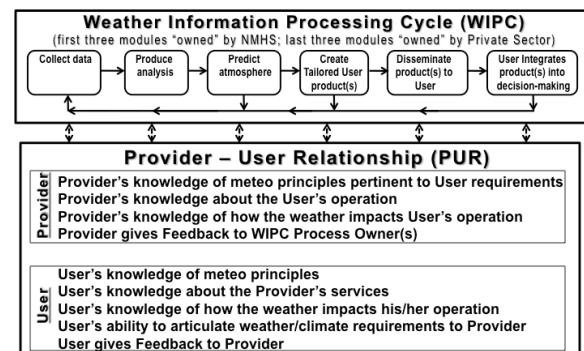 Weather Information Processing Cycle (WIPC)
(first three modules “owned” by NMHS; last three modules “owned” by Private Sector)
Collect data
Produce
analysis
Predict
atmosphere
Create
Tailored User
product(s)
Disseminate
product(s) to
User
User Integrates
product(s) into
decision-making
Provider – User Relationship (PUR)
Provider
Provider’s knowledge of meteo principles pertinent to User requirements
Provider’s knowledge about the User’s operation
Provider’s knowledge of how the weather impacts User’s operation
Provider gives Feedback to WIPC Process Owner(s)
User
User’s knowledge of meteo principles
User’s knowledge about the Provider’s services
User’s knowledge of how the weather impacts his/her operation
User’s ability to articulate weather/climate requirements to Provider
User gives Feedback to Provider